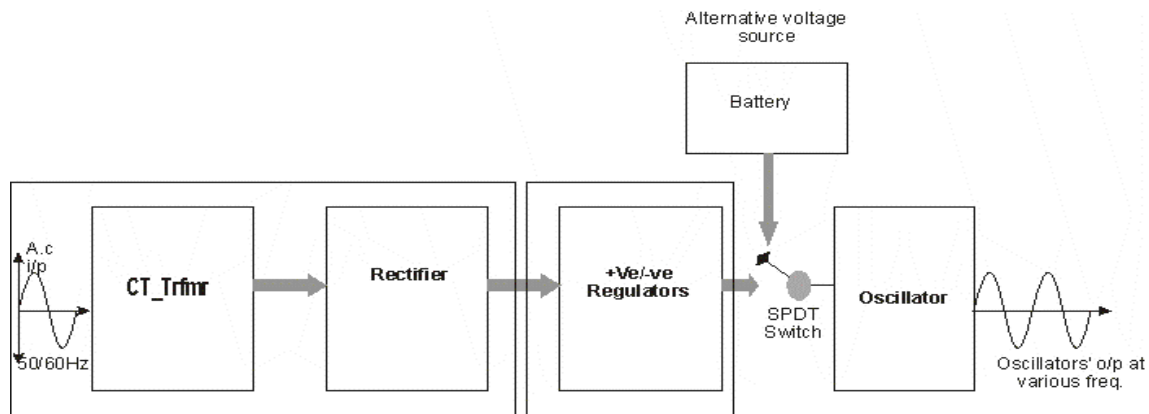 Alternative voltage
source
Battery
A.c
i/p
50/60Hz
CT_Trfmr
Rectifier
+Ve/-ve
Regulators
SPDT
Switch
Oscillator
Oscillators' o/p at
various freq.